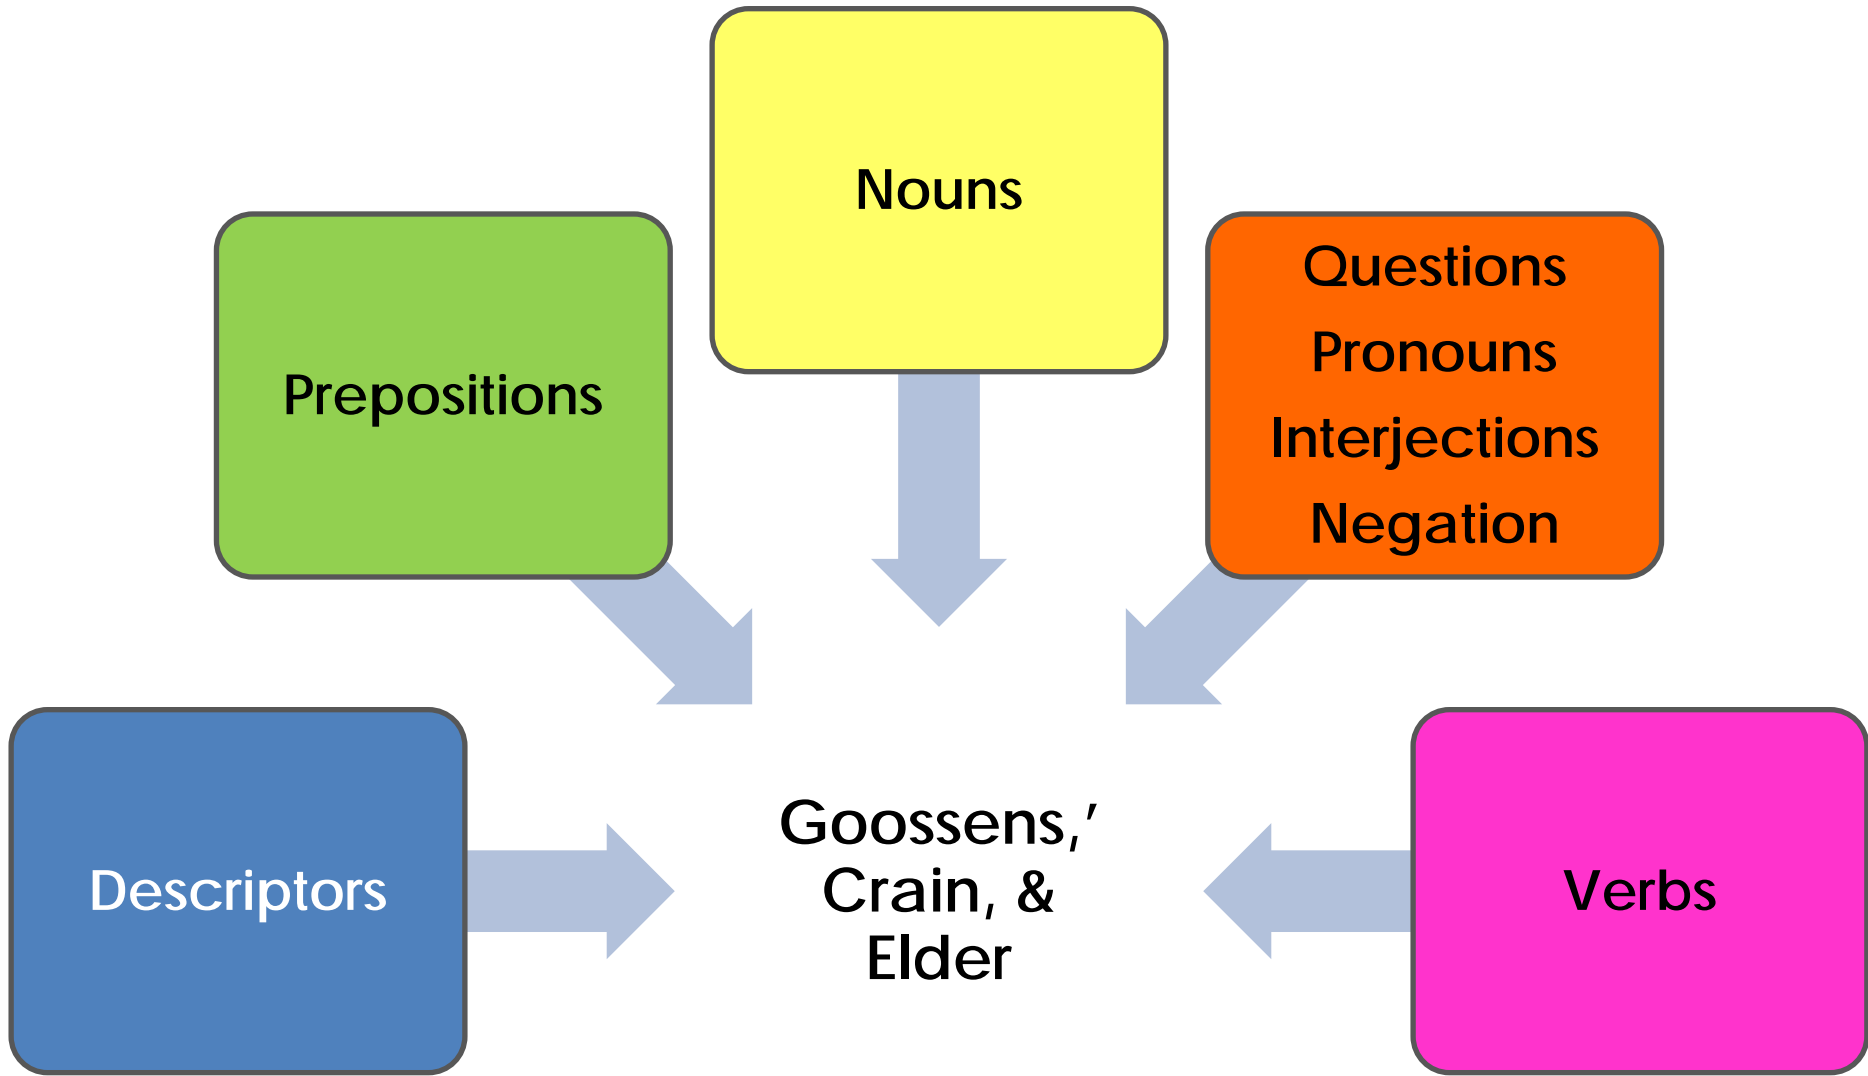 Nouns
Prepositions
Questions
Pronouns
Interjections
Negation
Descriptors
Goossens,’
Crain, &
Elder
Verbs